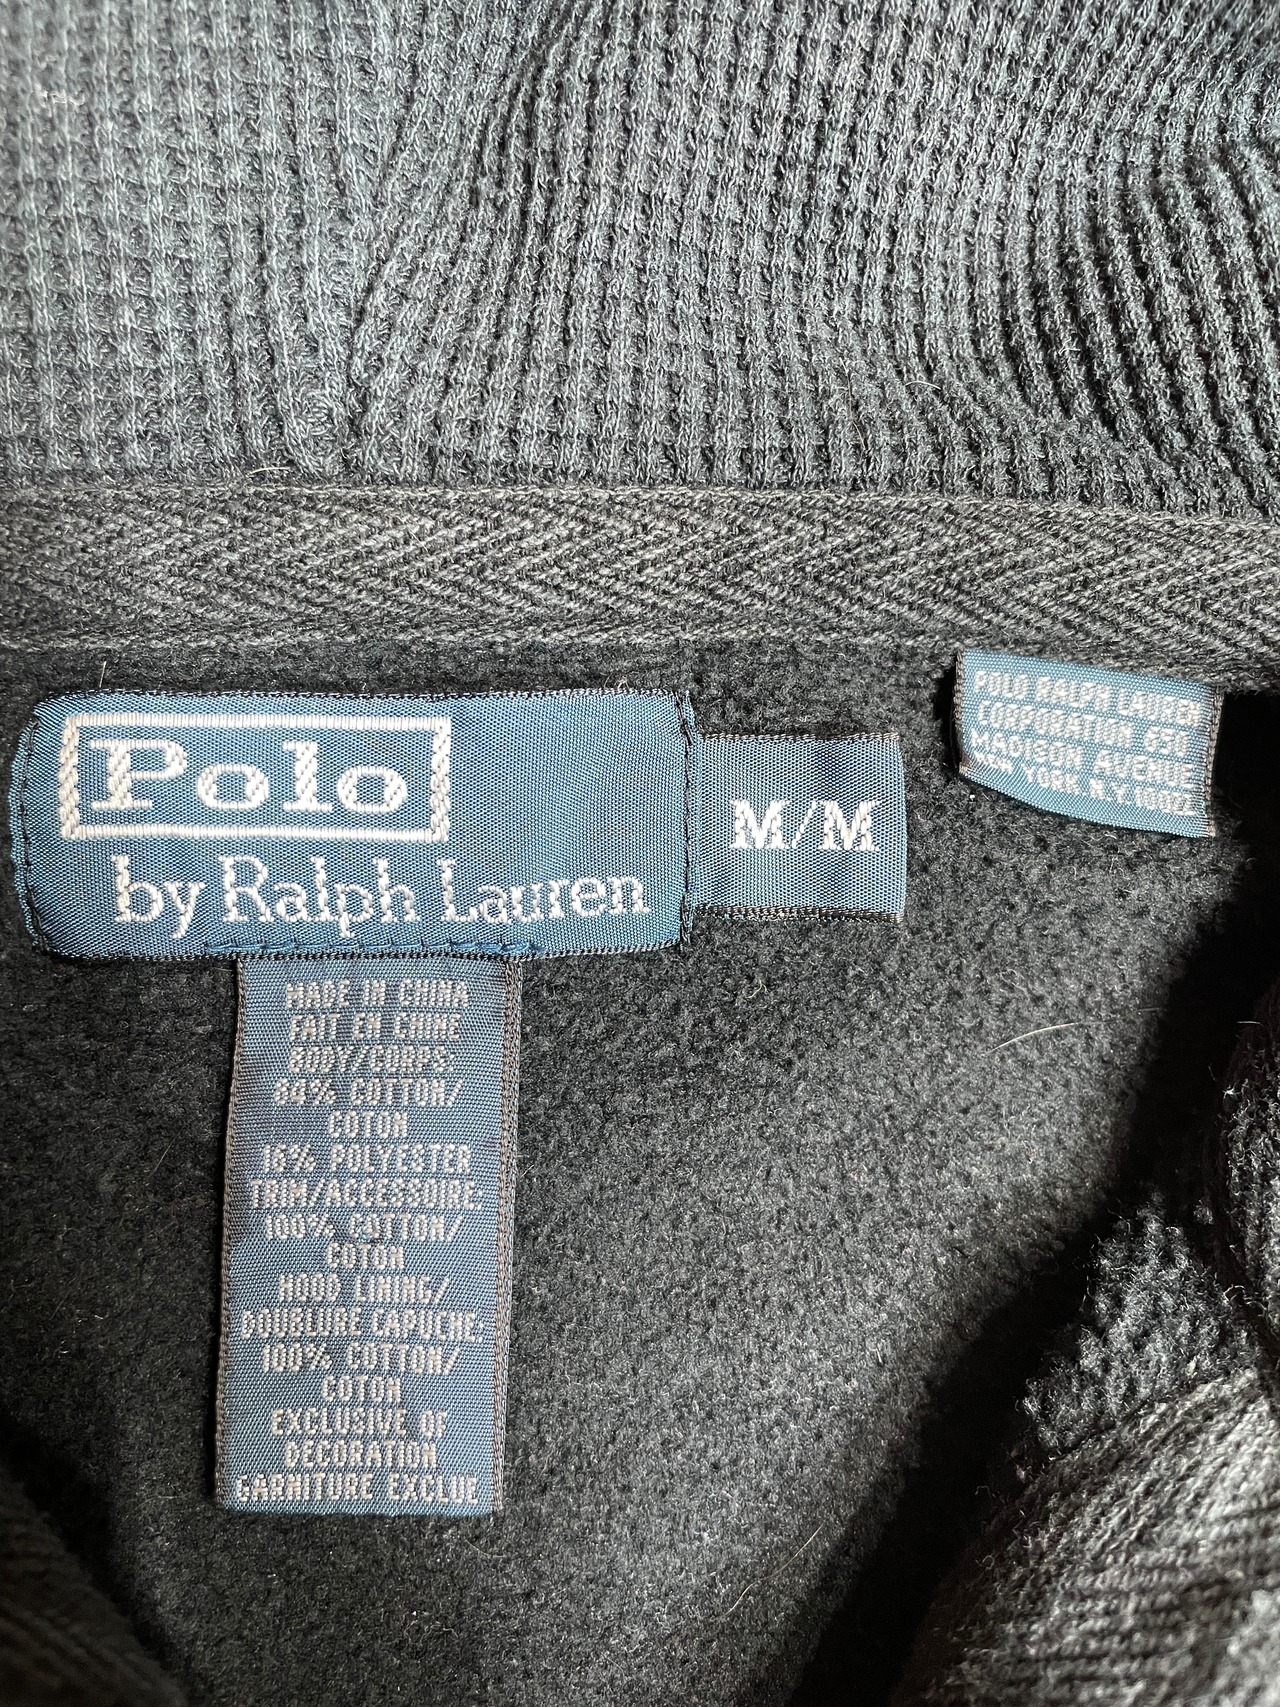 Polo
by Ralph Lauren
M/M
POLO RALPH LAUREN
CORPORATION 650
MADISON AVENUE
NEW YORK N.Y.
MADE IN CHINA
FAIT EN CHINE
BODY/CORPS:
84% COTTON/
COTON
16% POLYESTER
TRIM/ACCESSOIRE:
100% COTTON/
COTON
HOOD LINING/
DOUBLURE CAPUCHE:
100% COTTON/
COTON
EXCLUSIVE OF
DECORATION
GARNITURE EXCLUE